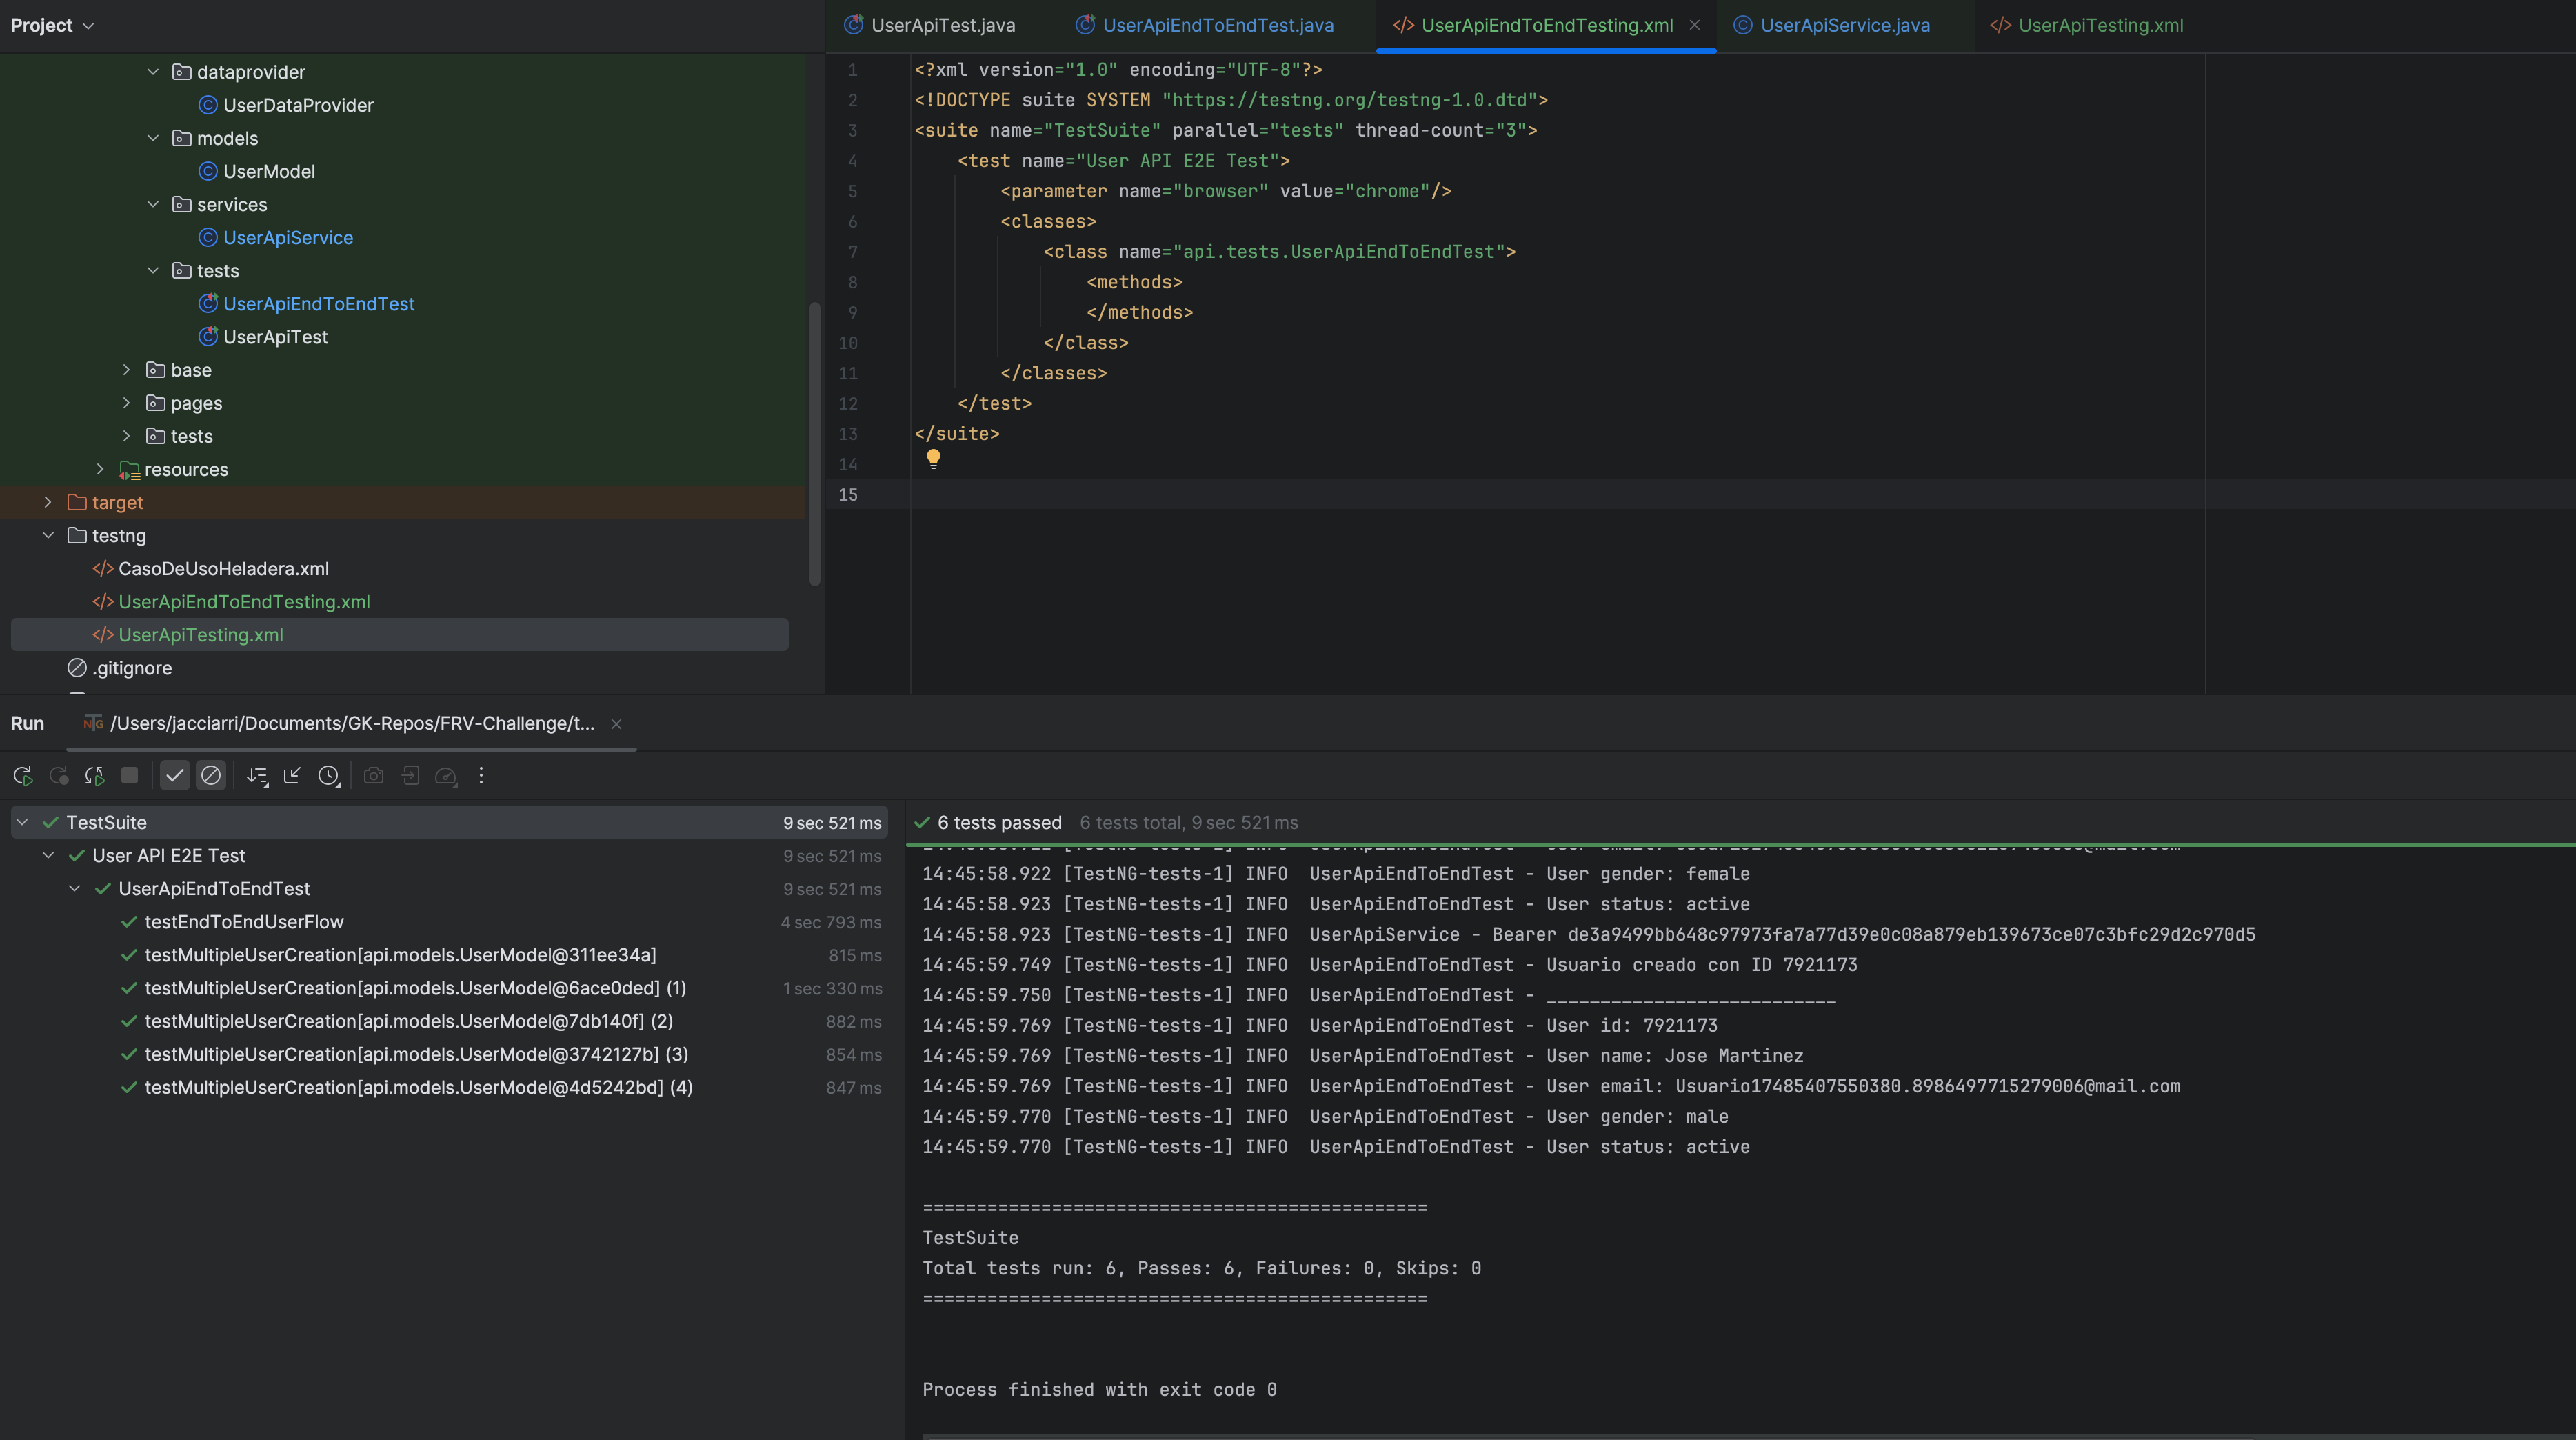 Project
dataprovider
UserDataProvider
models
UserModel
services
UserApiService
tests
UserApiEndToEndTest
UserApiTest
base
pages
tests
resources
target
testng
CasoDeUsoHeladera.xml
UserApiEndToEndTesting.xml
UserApiTesting.xml
.gitignore
UserApiTest.java UserApiEndToEndTest.java </> UserApiEndToEndTesting.xml × UserApiService.java </> UserApiTesting.xml
1 <?xml version="1.0" encoding="UTF-8"?>
2 <!DOCTYPE suite SYSTEM "https://testng.org/testng-1.0.dtd">
3 <suite name="TestSuite" parallel="tests" thread-count="3">
4 <test name="User API E2E Test">
5 <parameter name="browser" value="chrome"/>
6 <classes>
7 <class name="api.tests.UserApiEndToEndTest">
8 <methods>
9 </methods>
10 </class>
11 </classes>
12 </test>
13 </suite>
14
15
Run /Users/jacciarri/Documents/GK-Repos/FRV-Challenge/t... ×
TestSuite 9 sec 521 ms
User API E2E Test 9 sec 521 ms
UserApiEndToEndTest 9 sec 521 ms
testEndToEndUserFlow 4 sec 793 ms
testMultipleUserCreation[api.models.UserModel@311ee34a] 815 ms
testMultipleUserCreation[api.models.UserModel@6ace0ded] (1) 1 sec 330 ms
testMultipleUserCreation[api.models.UserModel@7db140f] (2) 882 ms
testMultipleUserCreation[api.models.UserModel@3742127b] (3) 854 ms
testMultipleUserCreation[api.models.UserModel@4d5242bd] (4) 847 ms
6 tests passed 6 tests total, 9 sec 521 ms
14:45:58.922 [TestNG-tests-1] INFO UserApiEndToEndTest - User gender: female
14:45:58.923 [TestNG-tests-1] INFO UserApiEndToEndTest - User status: active
14:45:58.923 [TestNG-tests-1] INFO UserApiService - Bearer de3a9499bb648c97973fa7a77d39e0c08a879eb139673ce07c3bfc29d2c970d5
14:45:59.749 [TestNG-tests-1] INFO UserApiEndToEndTest - Usuario creado con ID 7921173
14:45:59.750 [TestNG-tests-1] INFO UserApiEndToEndTest - ___________________________
14:45:59.769 [TestNG-tests-1] INFO UserApiEndToEndTest - User id: 7921173
14:45:59.769 [TestNG-tests-1] INFO UserApiEndToEndTest - User name: Jose Martinez
14:45:59.769 [TestNG-tests-1] INFO UserApiEndToEndTest - User email: Usuario17485407550380.8986497715279006@mail.com
14:45:59.770 [TestNG-tests-1] INFO UserApiEndToEndTest - User gender: male
14:45:59.770 [TestNG-tests-1] INFO UserApiEndToEndTest - User status: active
===============================================
TestSuite
Total tests run: 6, Passes: 6, Failures: 0, Skips: 0
===============================================
Process finished with exit code 0